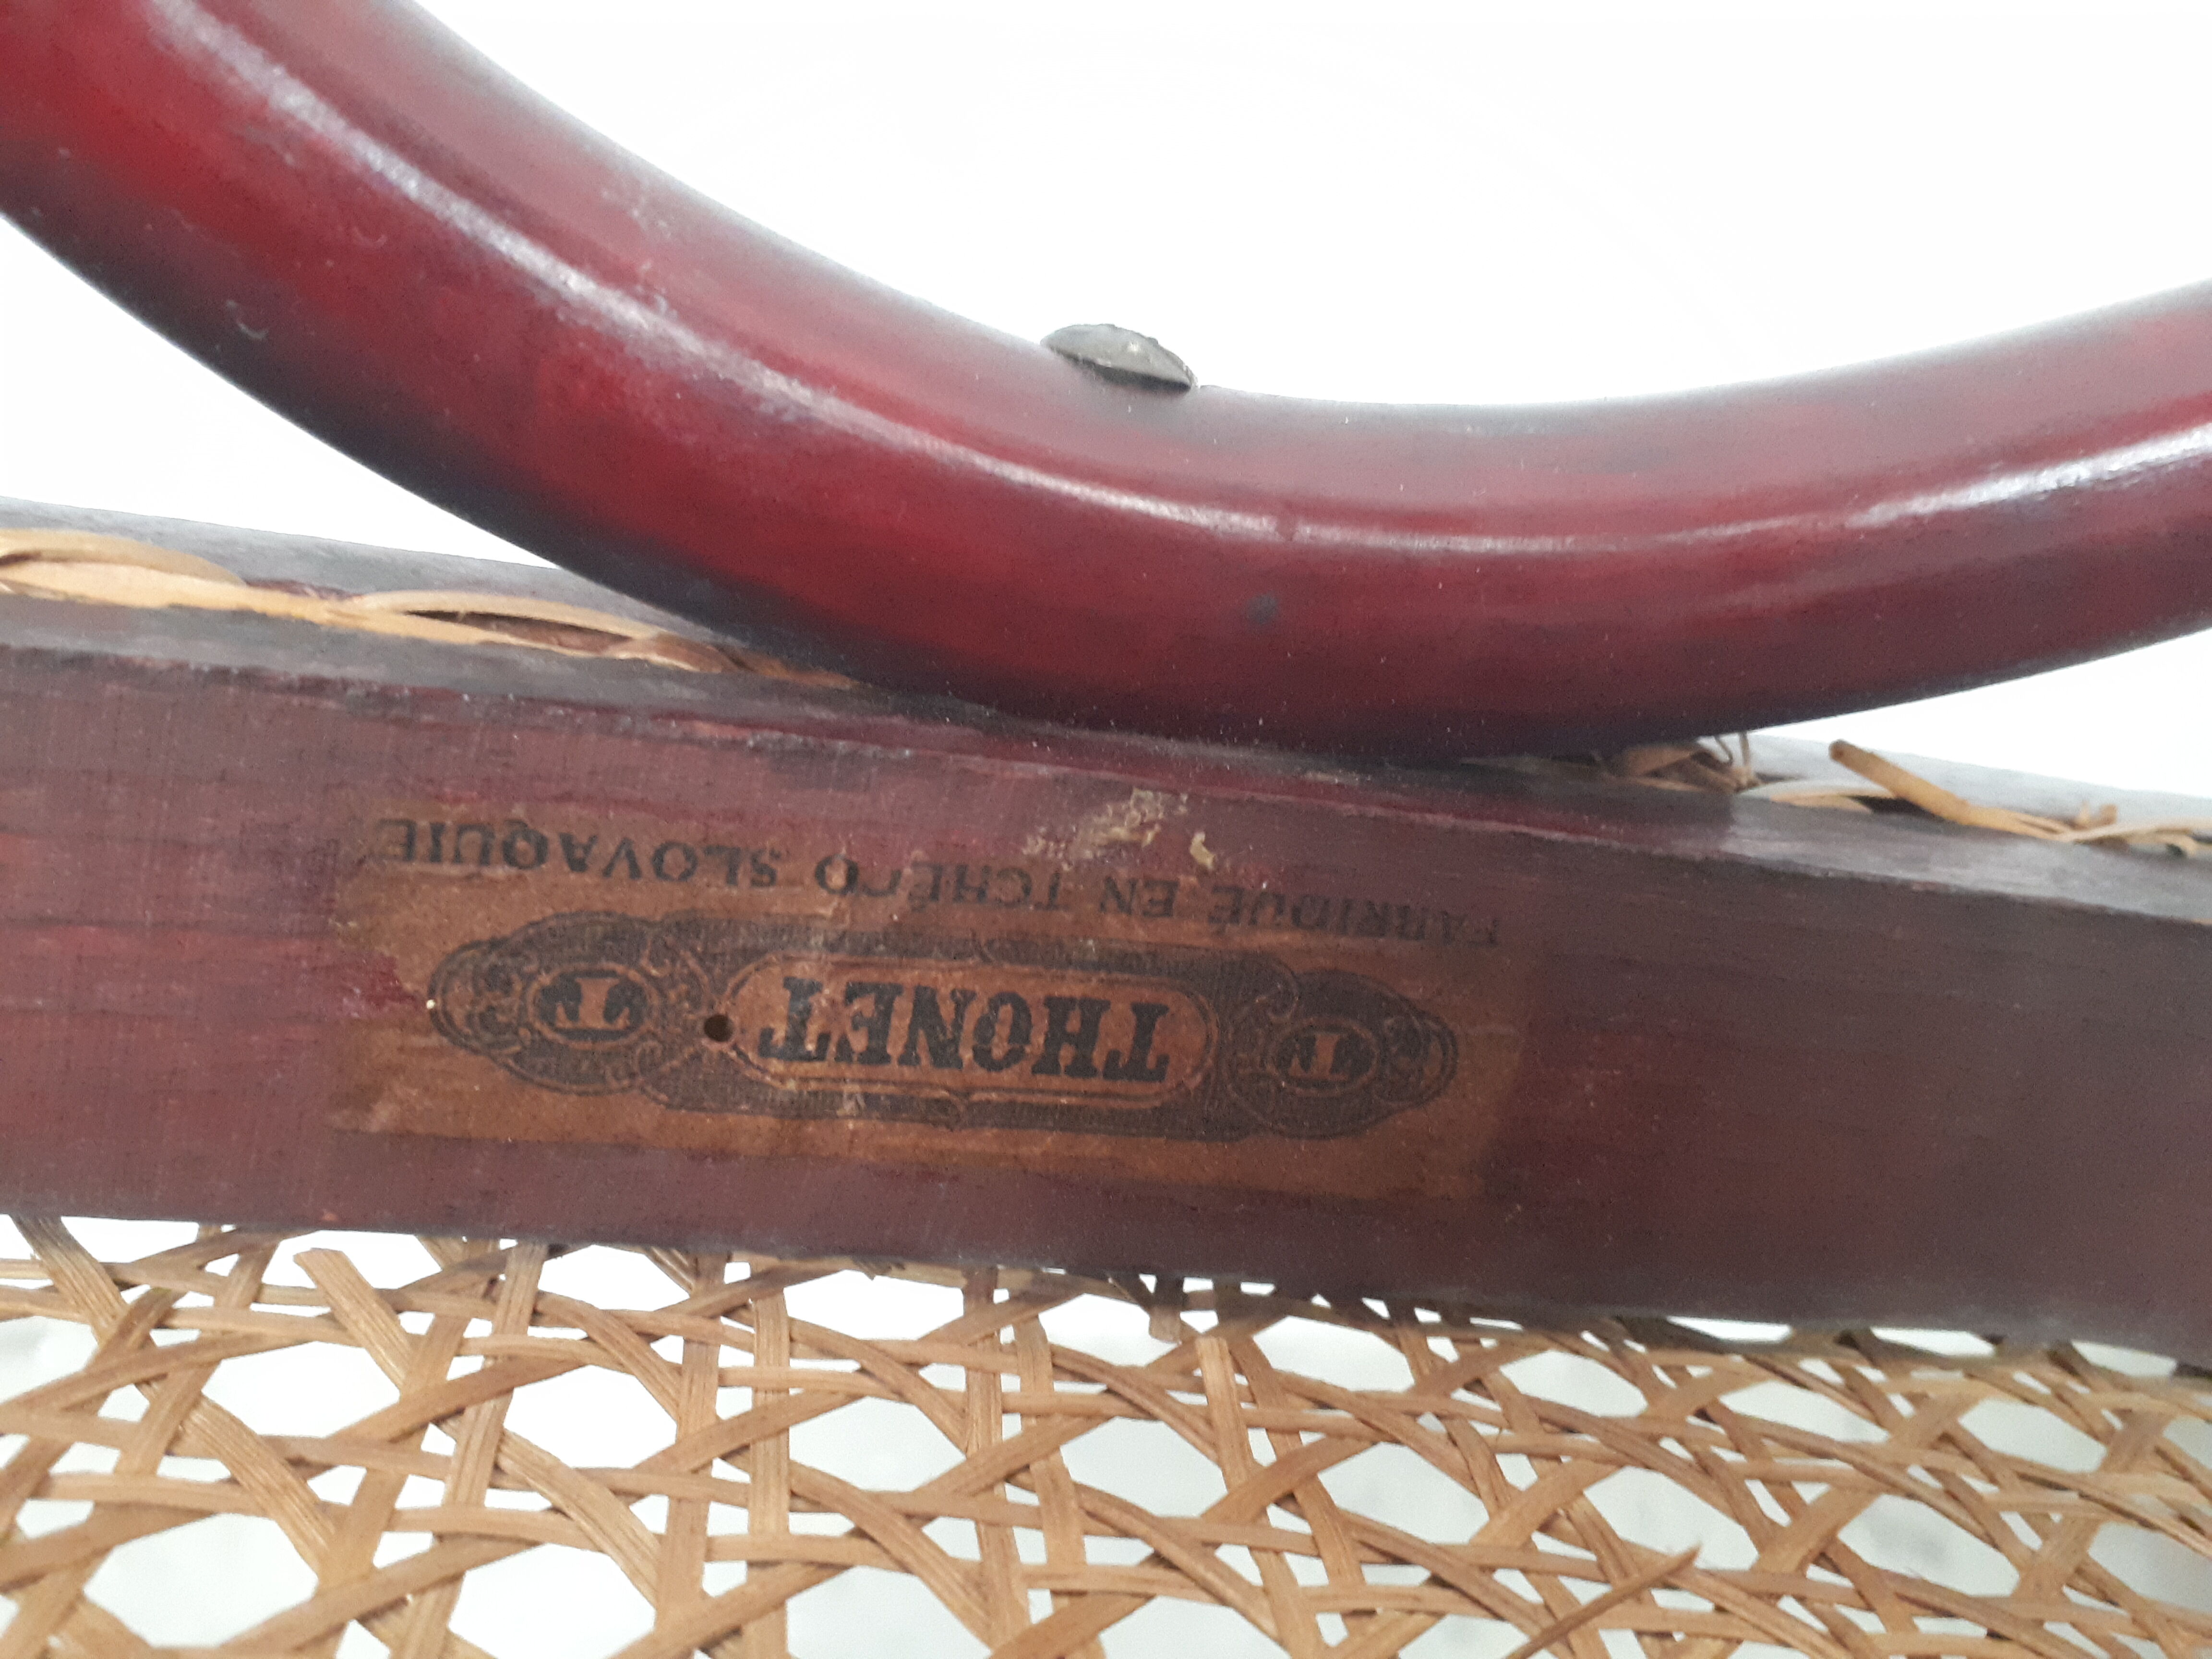 T THONET T
FABRIQUÉ EN TCHÉCO SLOVAQUIE